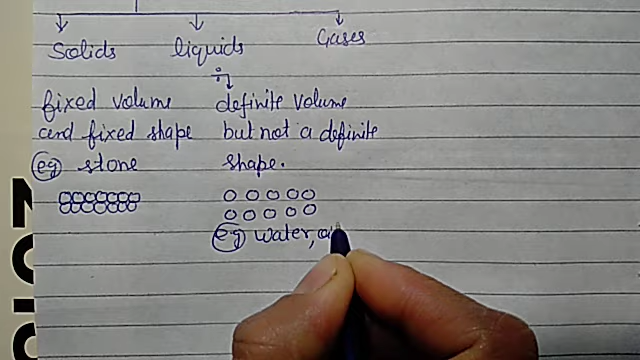 Solids liquids Gases
fixed volume definite volume
and fixed shape but not a definite
eg stone shape.
eg water,